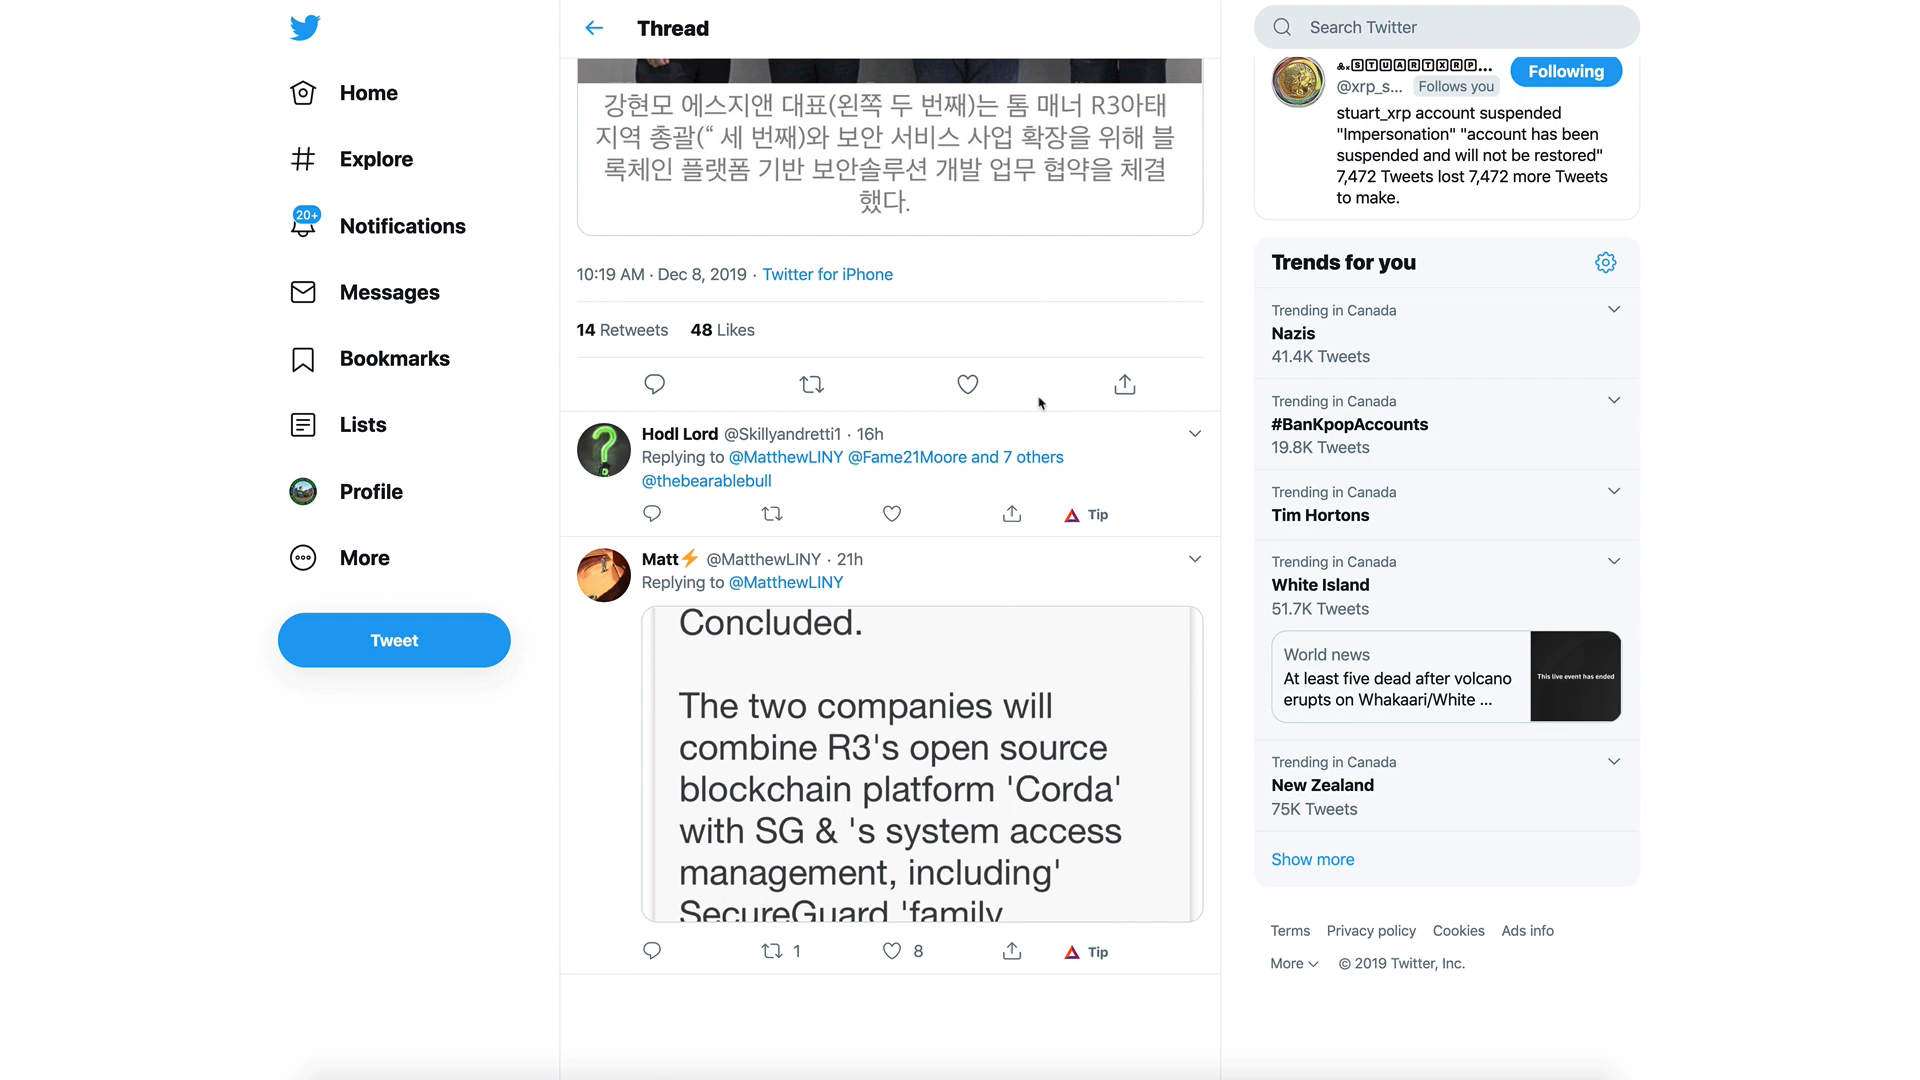 Home
Explore
20+
Notifications
Messages
Bookmarks
Lists
Profile
More
Tweet
Thread
강현모 에스지앤 대표(왼쪽 두 번째)는 톰 매너 R3아태
지역 총괄(“ 세 번째)와 보안 서비스 사업 확장을 위해 블
록체인 플랫폼 기반 보안솔루션 개발 업무 협약을 체결
했다.
10:19 AM · Dec 8, 2019 · Twitter for iPhone
14 Retweets 48 Likes
Hodl Lord @Skillyandretti1 · 16h
Replying to @MatthewLINY @Fame21Moore and 7 others
@thebearablebull
Tip
Matt⚡ @MatthewLINY · 21h
Replying to @MatthewLINY
Concluded.
The two companies will
combine R3's open source
blockchain platform 'Corda'
with SG & 's system access
management, including'
SecureGuard 'family
1 8 Tip
Search Twitter
🅂🅃🅄🄰🅁🅃🅇🅁🄿...
@xrp_s... Follows you
Following
stuart_xrp account suspended
"Impersonation" "account has been
suspended and will not be restored"
7,472 Tweets lost 7,472 more Tweets
to make.
Trends for you
Trending in Canada
Nazis
41.4K Tweets
Trending in Canada
#BanKpopAccounts
19.8K Tweets
Trending in Canada
Tim Hortons
Trending in Canada
White Island
51.7K Tweets
World news
At least five dead after volcano
erupts on Whakaari/White ...
This live event has ended
Trending in Canada
New Zealand
75K Tweets
Show more
Terms Privacy policy Cookies Ads info
More © 2019 Twitter, Inc.